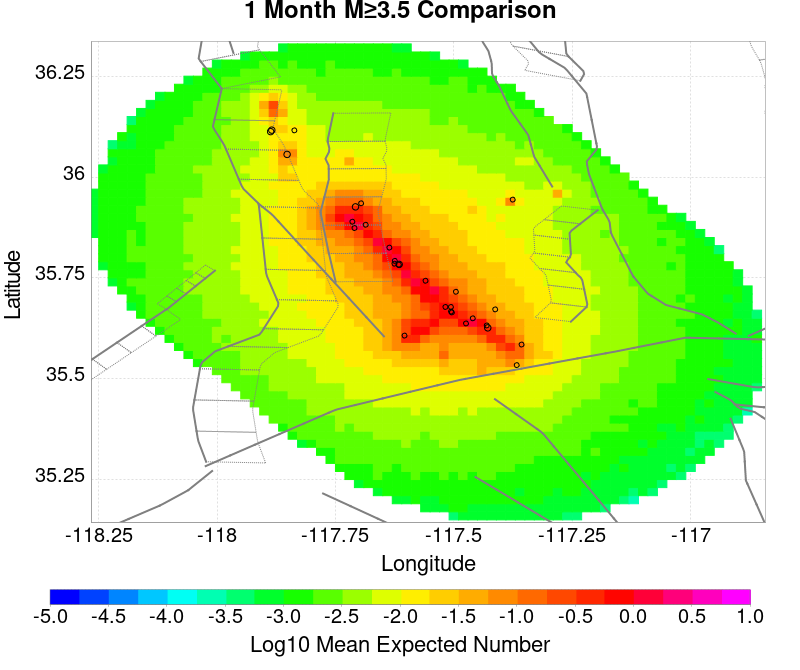 1 Month M≥3.5 Comparison
36.25
36
35.75
35.5
35.25
Latitude
-118.25 -118 -117.75 -117.5 -117.25 -117
Longitude
-5.0 -4.5 -4.0 -3.5 -3.0 -2.5 -2.0 -1.5 -1.0 -0.5 0.0 0.5 1.0
Log10 Mean Expected Number